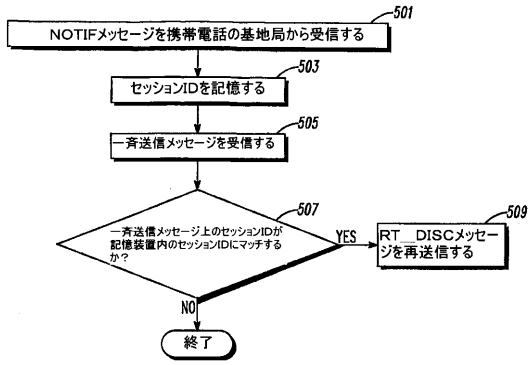 501
NOTIFメッセージを携帯電話の基地局から受信する
503
セッションIDを記憶する
505
一斉送信メッセージを受信する
507
一斉送信メッセージ上のセッションIDが
記憶装置内のセッションIDにマッチする
か?
YES
509
RT__DISCメッセー
ジを再送信する
NO
終了